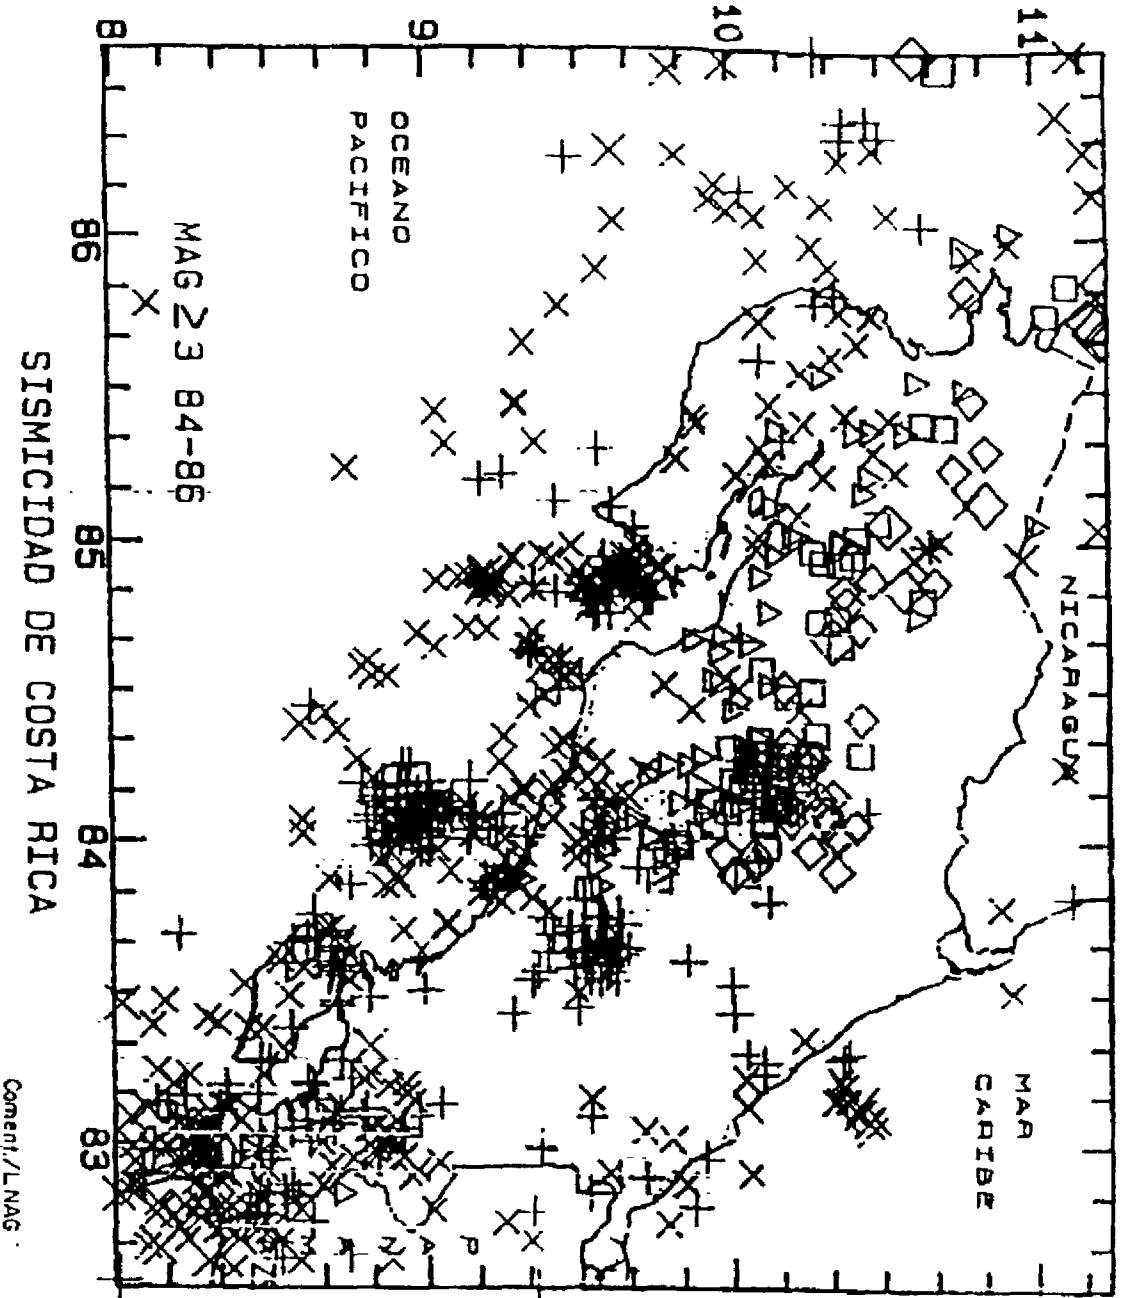 11
10
9
8
NICARAGUA
MAR
CARIBE
OCEANO
PACIFICO
PANAMA
MAG ≥3 84-86
86
85
84
83
SISMICIDAD DE COSTA RICA
Coment./LNAG.